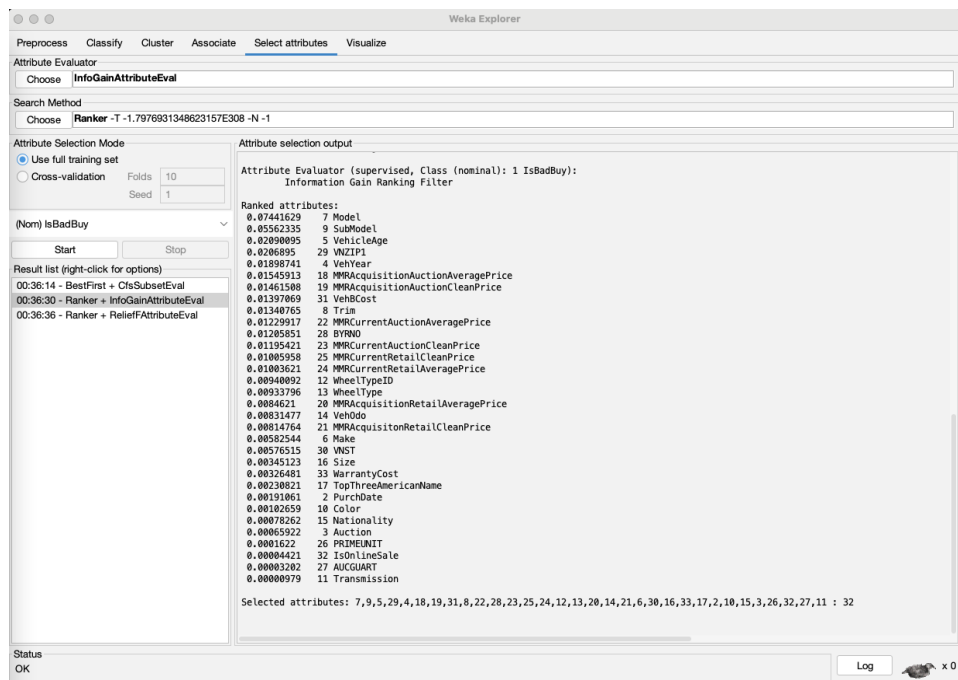 Weka Explorer
Preprocess Classify Cluster Associate Select attributes Visualize
Attribute Evaluator
Choose InfoGainAttributeEval
Search Method
Choose Ranker -T -1.7976931348623157E308 -N -1
Attribute Selection Mode
Use full training set
Cross-validation Folds 10
Seed 1
(Nom) IsBadBuy
Start Stop
Result list (right-click for options)
00:36:14 - BestFirst + CfsSubsetEval
00:36:30 - Ranker + InfoGainAttributeEval
00:36:36 - Ranker + ReliefFAttributeEval
Attribute selection output
Attribute Evaluator (supervised, Class (nominal): 1 IsBadBuy):
Information Gain Ranking Filter
Ranked attributes:
0.07441629 7 Model
0.05562335 9 SubModel
0.02090095 5 VehicleAge
0.0206895 29 VNZIP1
0.01898741 4 VehYear
0.01545913 18 MMRAcquisitionAuctionAveragePrice
0.01461508 19 MMRAcquisitionAuctionCleanPrice
0.01397069 31 VehBCost
0.01340765 8 Trim
0.01229917 22 MMRCurrentAuctionAveragePrice
0.01205851 28 BYRNO
0.01195421 23 MMRCurrentAuctionCleanPrice
0.01005958 25 MMRCurrentRetailCleanPrice
0.01003621 24 MMRCurrentRetailAveragePrice
0.00940092 12 WheelTypeID
0.00933796 13 WheelType
0.0084621 20 MMRAcquisitionRetailAveragePrice
0.00831477 14 VehOdo
0.00814764 21 MMRAcquisitonRetailCleanPrice
0.00582544 6 Make
0.00576515 30 VNST
0.00345123 16 Size
0.00326481 33 WarrantyCost
0.00230821 17 TopThreeAmericanName
0.00191061 2 PurchDate
0.00102659 10 Color
0.00078262 15 Nationality
0.00065922 3 Auction
0.0001622 26 PRIMEUNIT
0.00004421 32 IsOnlineSale
0.00003202 27 AUCGUART
0.00000979 11 Transmission
Selected attributes: 7,9,5,29,4,18,19,31,8,22,28,23,25,24,12,13,20,14,21,6,30,16,33,17,2,10,15,3,26,32,27,11 : 32
Status
OK
Log x 0